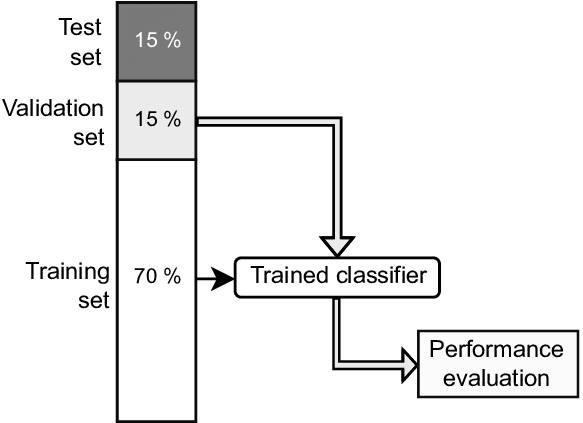 Test
set
15 %
Validation
set
15 %
Training
set
70 %
Trained classifier
Performance
evaluation